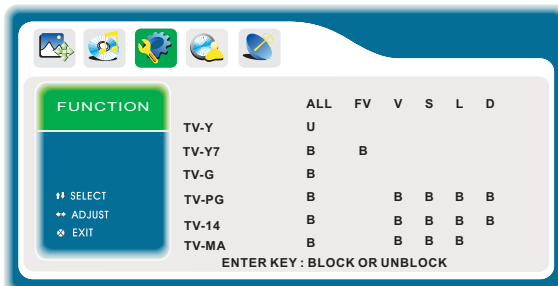 FUNCTION
SELECT
ADJUST
EXIT
ALL FV V S L D
TV-Y U
TV-Y7 B B
TV-G B
TV-PG B B B B B
TV-14 B B B B B
TV-MA B B B B
ENTER KEY : BLOCK OR UNBLOCK